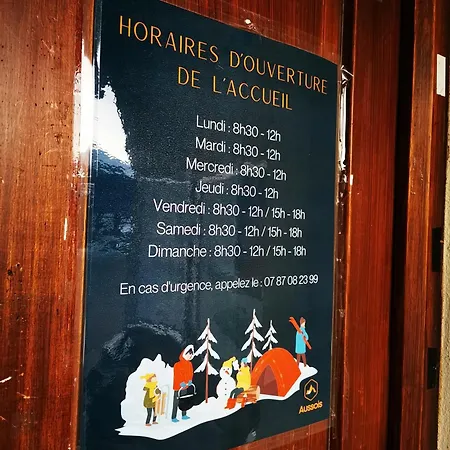 HORAIRES D'OUVERTURE
DE L'ACCUEIL
Lundi : 8h30 - 12h
Mardi : 8h30 - 12h
Mercredi : 8h30 - 12h
Jeudi : 8h30 - 12h
Vendredi : 8h30 - 12h / 15h - 18h
Samedi : 8h30 - 12h / 15h - 18h
Dimanche : 8h30 - 12h / 15h - 18h
En cas d'urgence, appelez le : 07 87 08 23 99
Aussois